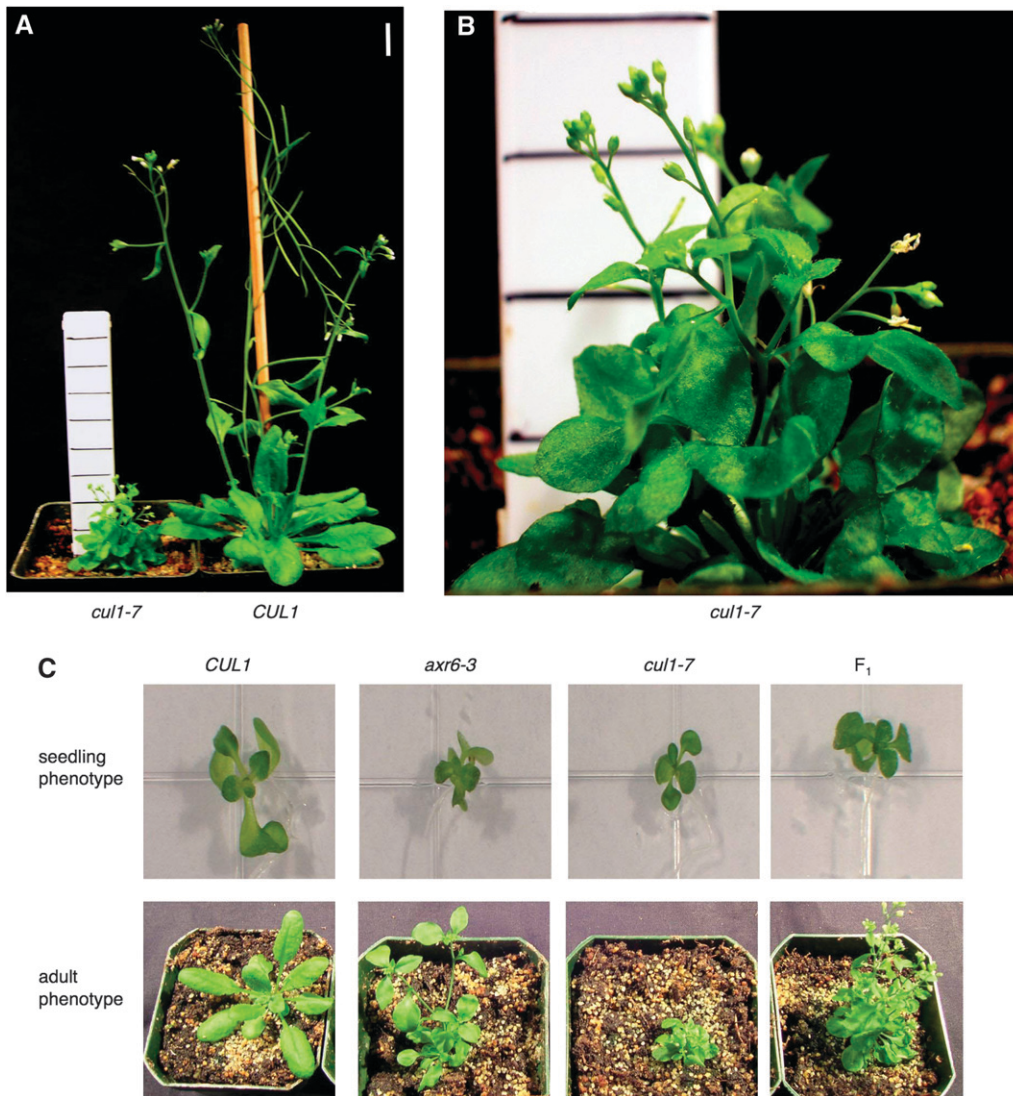 A
B
cul1-7 CUL1
cul1-7
C
CUL1 axr6-3 cul1-7 F₁
seedling
phenotype
adult
phenotype